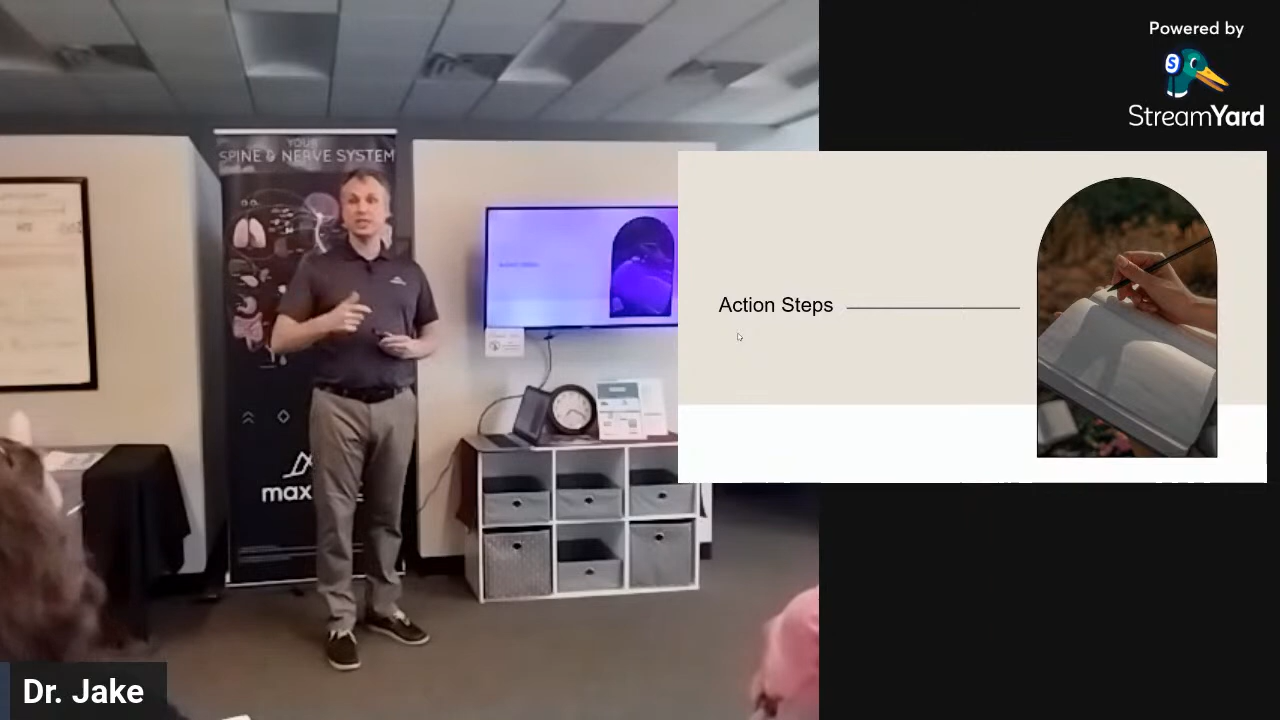 Powered by
StreamYard
YOUR
SPINE & NERVE SYSTEM
Action Steps
max
Dr. Jake